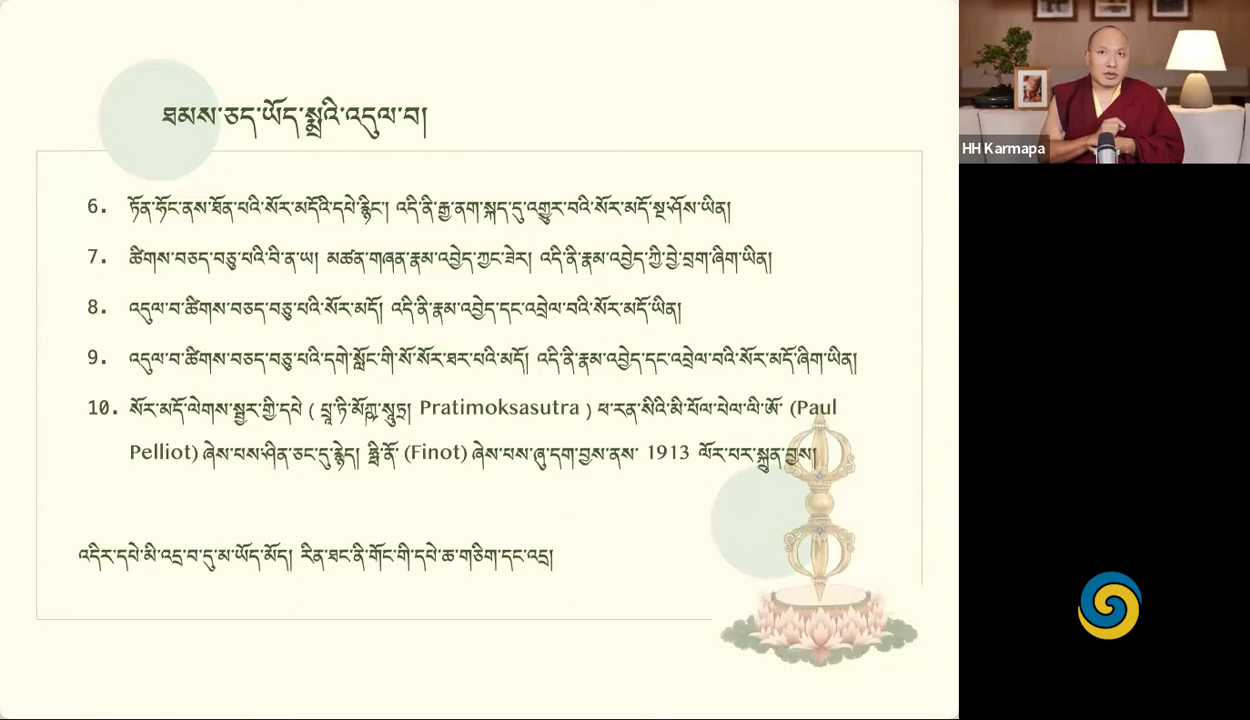 ཐམས་ཅད་ཡོད་སྨྲའི་འདུལ་བ།
6. ཏོན་ཧོང་ནས་ཐོན་པའི་སོར་མདོའི་དཔེ་རྙིང་། འདི་ནི་རྒྱ་ནག་སྐད་དུ་འགྱུར་བའི་སོར་མདོ་སྔ་ཤོས་ཡིན།
7. ཚིགས་བཅད་བཅུ་པའི་བི་ན་ཡ། མཚན་གཞན་རྣམ་འབྱེད་ཀྱང་ཟེར། འདི་ནི་རྣམ་འབྱེད་ཀྱི་བྱེ་བྲག་ཞིག་ཡིན།
8. འདུལ་བ་ཚིགས་བཅད་བཅུ་པའི་སོར་མདོ། འདི་ནི་རྣམ་འབྱེད་དང་འབྲེལ་བའི་སོར་མདོ་ཡིན།
9. འདུལ་བ་ཚིགས་བཅད་བཅུ་པའི་དགེ་སློང་གི་སོ་སོར་ཐར་པའི་མདོ། འདི་ནི་རྣམ་འབྱེད་དང་འབྲེལ་བའི་སོར་མདོ་ཞིག་ཡིན།
10. སོར་མདོ་ལེགས་སྦྱར་གྱི་དཔེ ( པྲཱ་ཏི་མོཀྵ་སཱུཏྲ། Pratimoksasutra ) ཕ་རན་སིའི་མི་པོལ་པེལ་ལི་ཨོ་ (Paul
Pelliot) ཞེས་པས་ཤིན་ཅང་དུ་རྙེད། ཧྥི་ནོ་ (Finot) ཞེས་པས་ཞུ་དག་བྱས་ནས་ 1913 ལོར་པར་སྐྲུན་བྱས།
འདིར་དཔེ་མི་འདྲ་བ་དུ་མ་ཡོད་མོད། རིན་ཐང་ནི་གོང་གི་དཔེ་ཆ་གཅིག་དང་འདྲ།
HH Karmapa